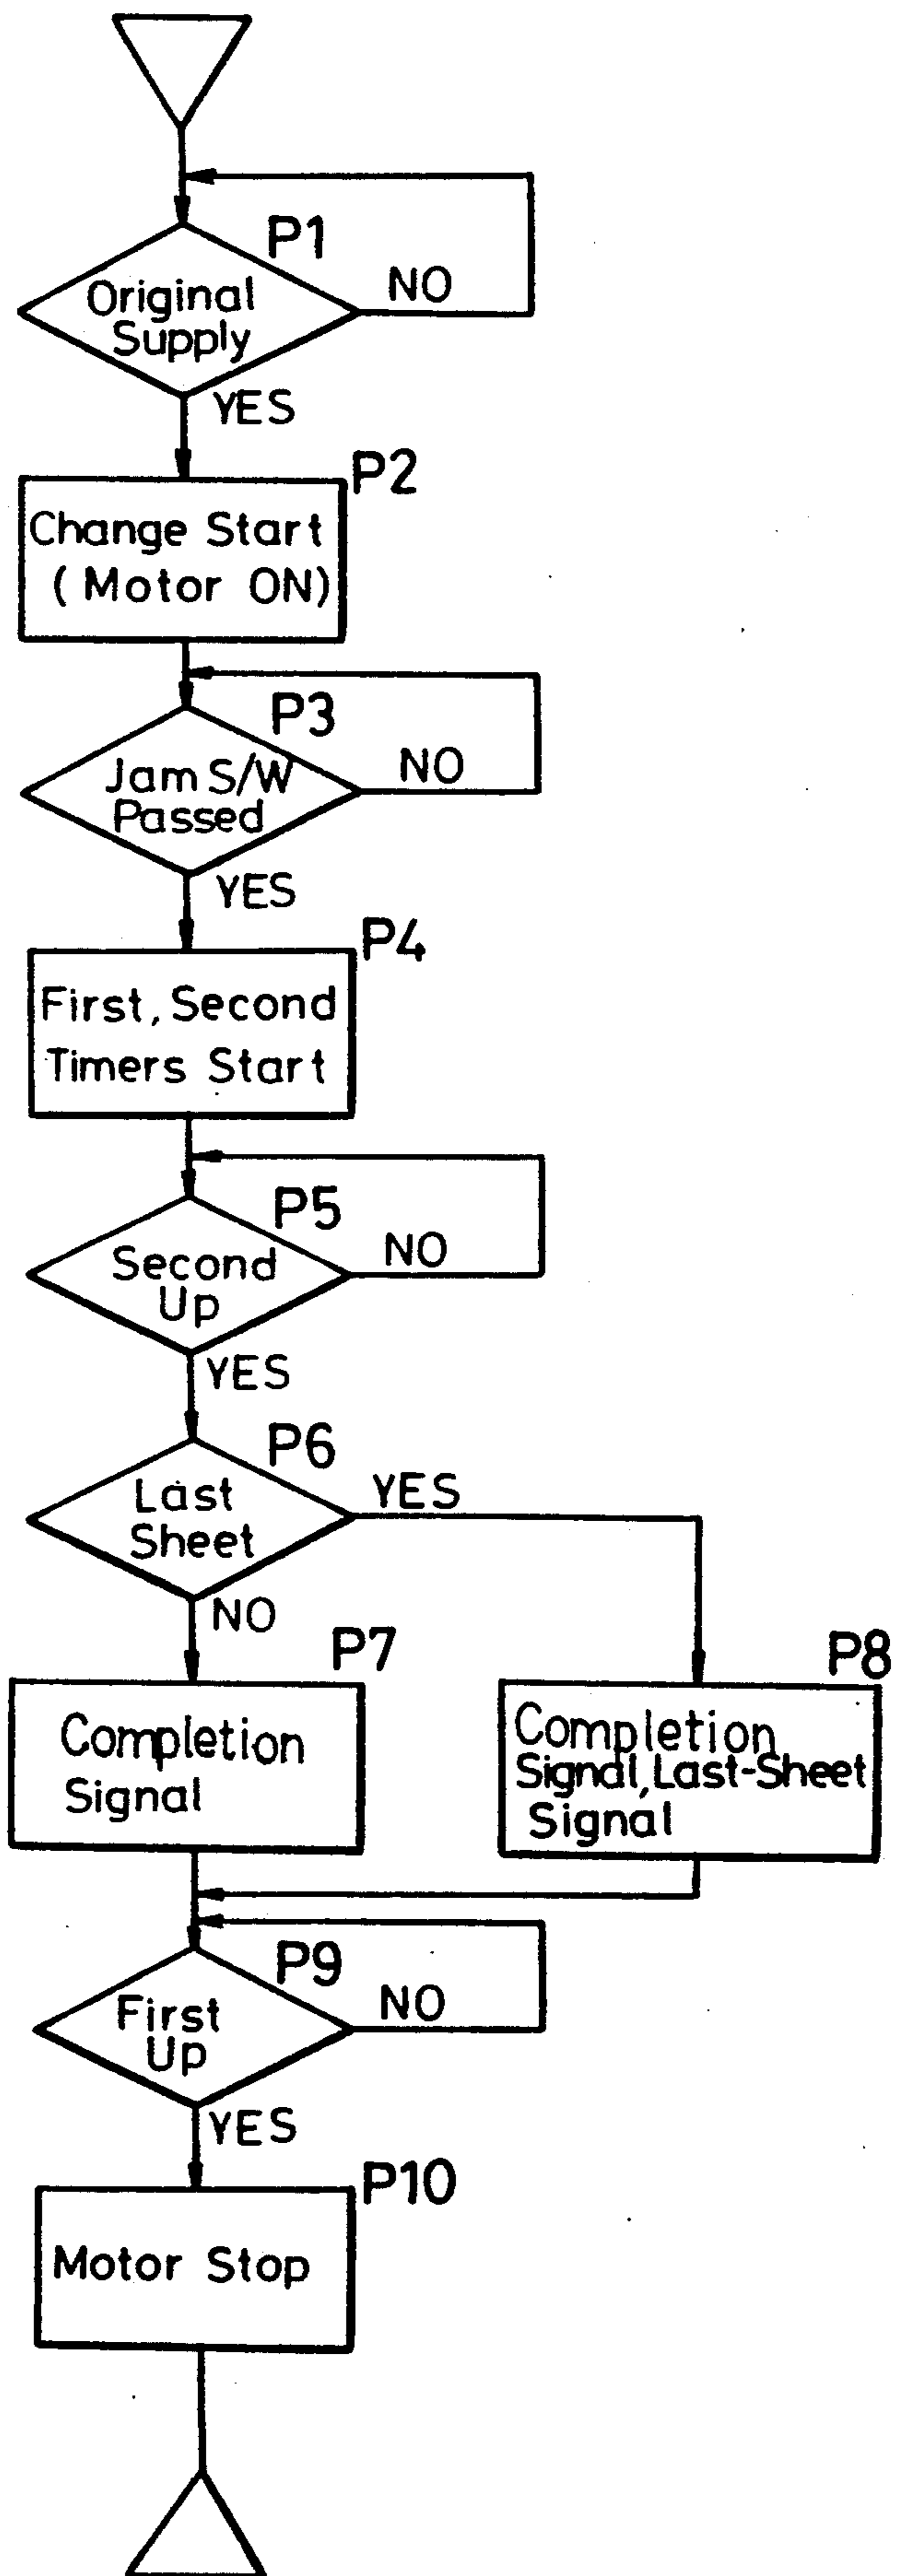 P1
Original
Supply
NO
YES
P2
Change Start
(Motor ON)
P3
Jam S/W
Passed
NO
YES
P4
First, Second
Timers Start
P5
Second
Up
NO
YES
P6
Last
Sheet
YES
NO
P7
Completion
Signal
P8
Completion
Signal, Last-Sheet
Signal
P9
First
Up
NO
YES
P10
Motor Stop